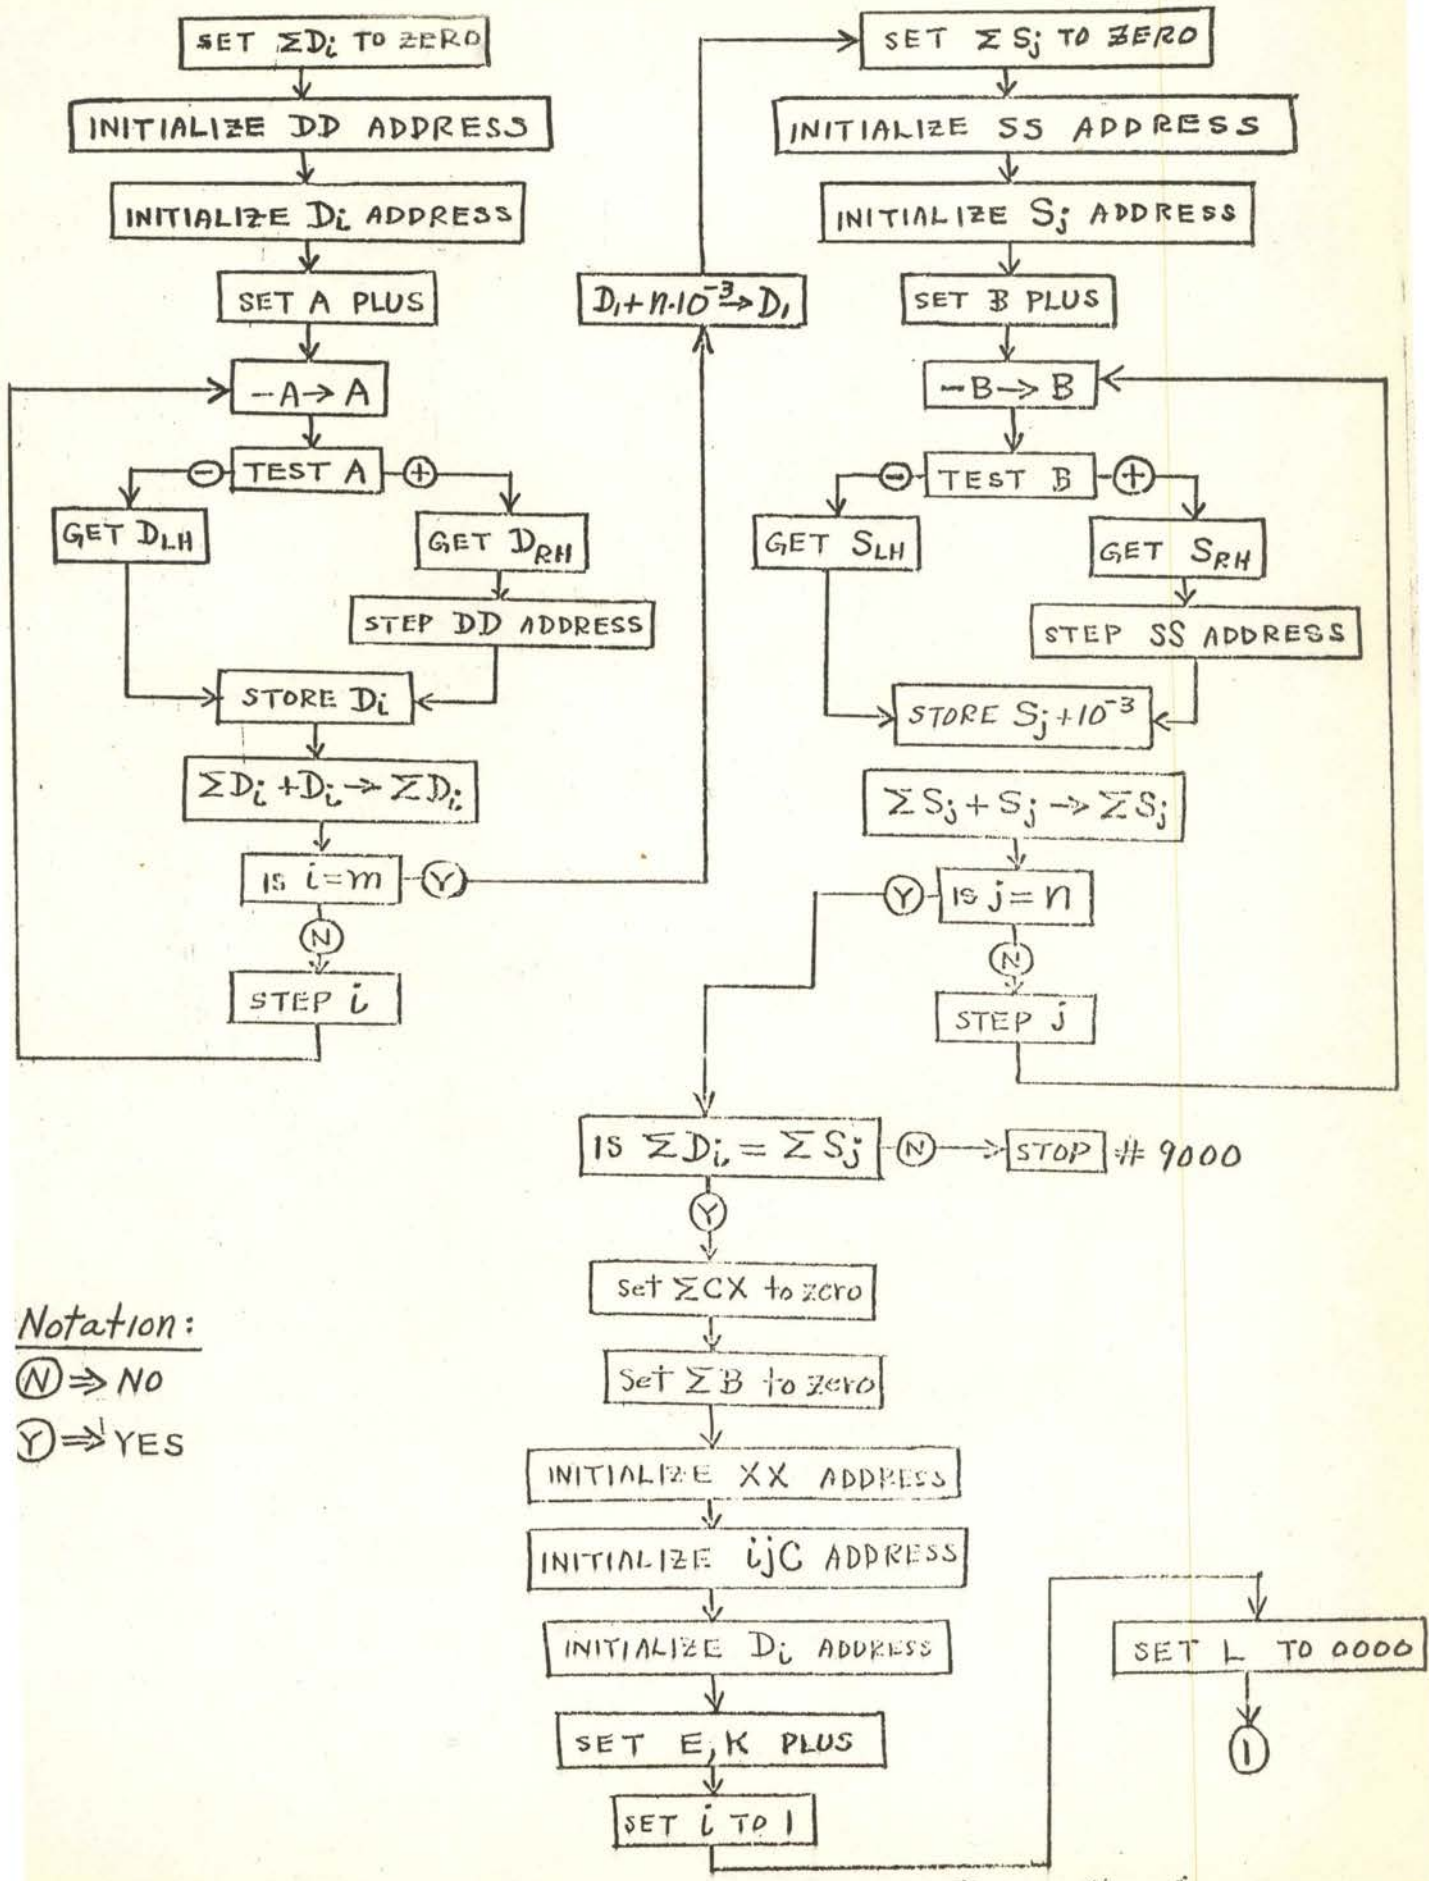 SET ΣDi TO ZERO
INITIALIZE DD ADDRESS
INITIALIZE Di ADDRESS
SET A PLUS
-A→A
TEST A
-
+
GET DLH
GET DRH
STEP DD ADDRESS
STORE Di
ΣDi+Di→ΣDi
IS i=m
Y
N
STEP i
D1+n·10⁻³→D1
SET ΣSj TO ZERO
INITIALIZE SS ADDRESS
INITIALIZE Sj ADDRESS
SET B PLUS
-B→B
TEST B
-
+
GET SLH
GET SRH
STEP SS ADDRESS
STORE Sj+10⁻³
ΣSj+Sj→ΣSj
IS j=n
Y
N
STEP j
IS ΣDi=ΣSj
N
STOP # 9000
Y
Set ΣCX to zero
Set ΣB to zero
INITIALIZE XX ADDRESS
INITIALIZE ijC ADDRESS
INITIALIZE Di ADDRESS
SET E,K PLUS
SET i TO 1
SET L TO 0000
1
Notation:
N⇒NO
Y⇒YES